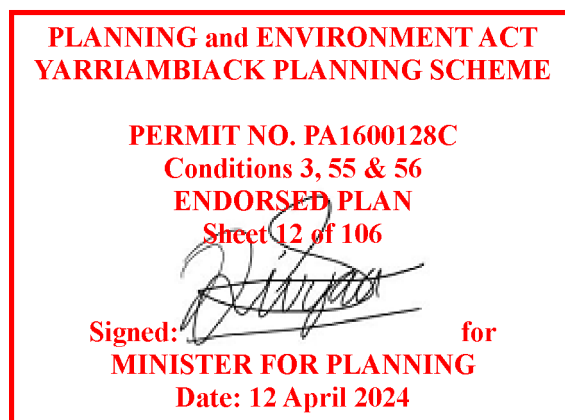 PLANNING and ENVIRONMENT ACT
YARRIAMBIACK PLANNING SCHEME
PERMIT NO. PA1600128C
Conditions 3, 55 & 56
ENDORSED PLAN
Sheet 12 of 106
Signed: for
MINISTER FOR PLANNING
Date: 12 April 2024